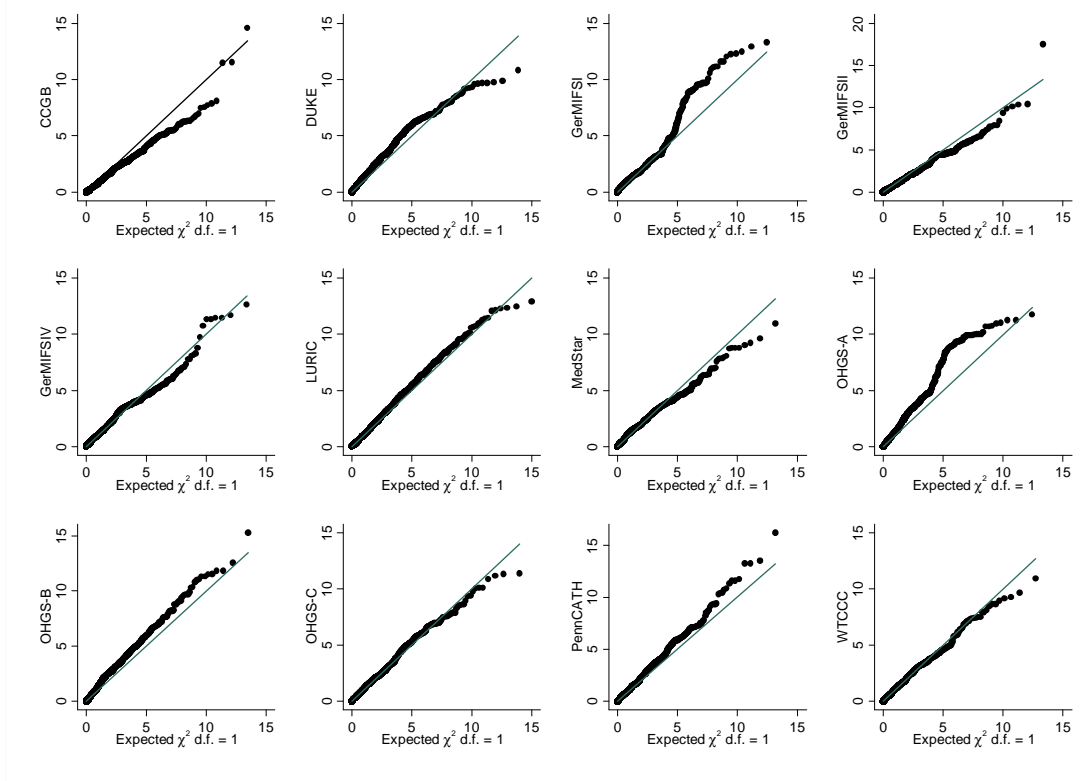 CCGB
0 5 10 15
0 5 10 15
Expected χ² d.f. = 1
DUKE
0 5 10 15
0 5 10 15
Expected χ² d.f. = 1
GerMIFSI
0 5 10 15
0 5 10 15
Expected χ² d.f. = 1
GerMIFSII
0 5 10 15 20
0 5 10 15
Expected χ² d.f. = 1
GerMIFSIV
0 5 10 15
0 5 10 15
Expected χ² d.f. = 1
LURIC
0 5 10 15
0 5 10 15
Expected χ² d.f. = 1
MedStar
0 5 10 15
0 5 10 15
Expected χ² d.f. = 1
OHGS-A
0 5 10 15
0 5 10 15
Expected χ² d.f. = 1
OHGS-B
0 5 10 15
0 5 10 15
Expected χ² d.f. = 1
OHGS-C
0 5 10 15
0 5 10 15
Expected χ² d.f. = 1
PennCATH
0 5 10 15
0 5 10 15
Expected χ² d.f. = 1
WTCCC
0 5 10 15
0 5 10 15
Expected χ² d.f. = 1